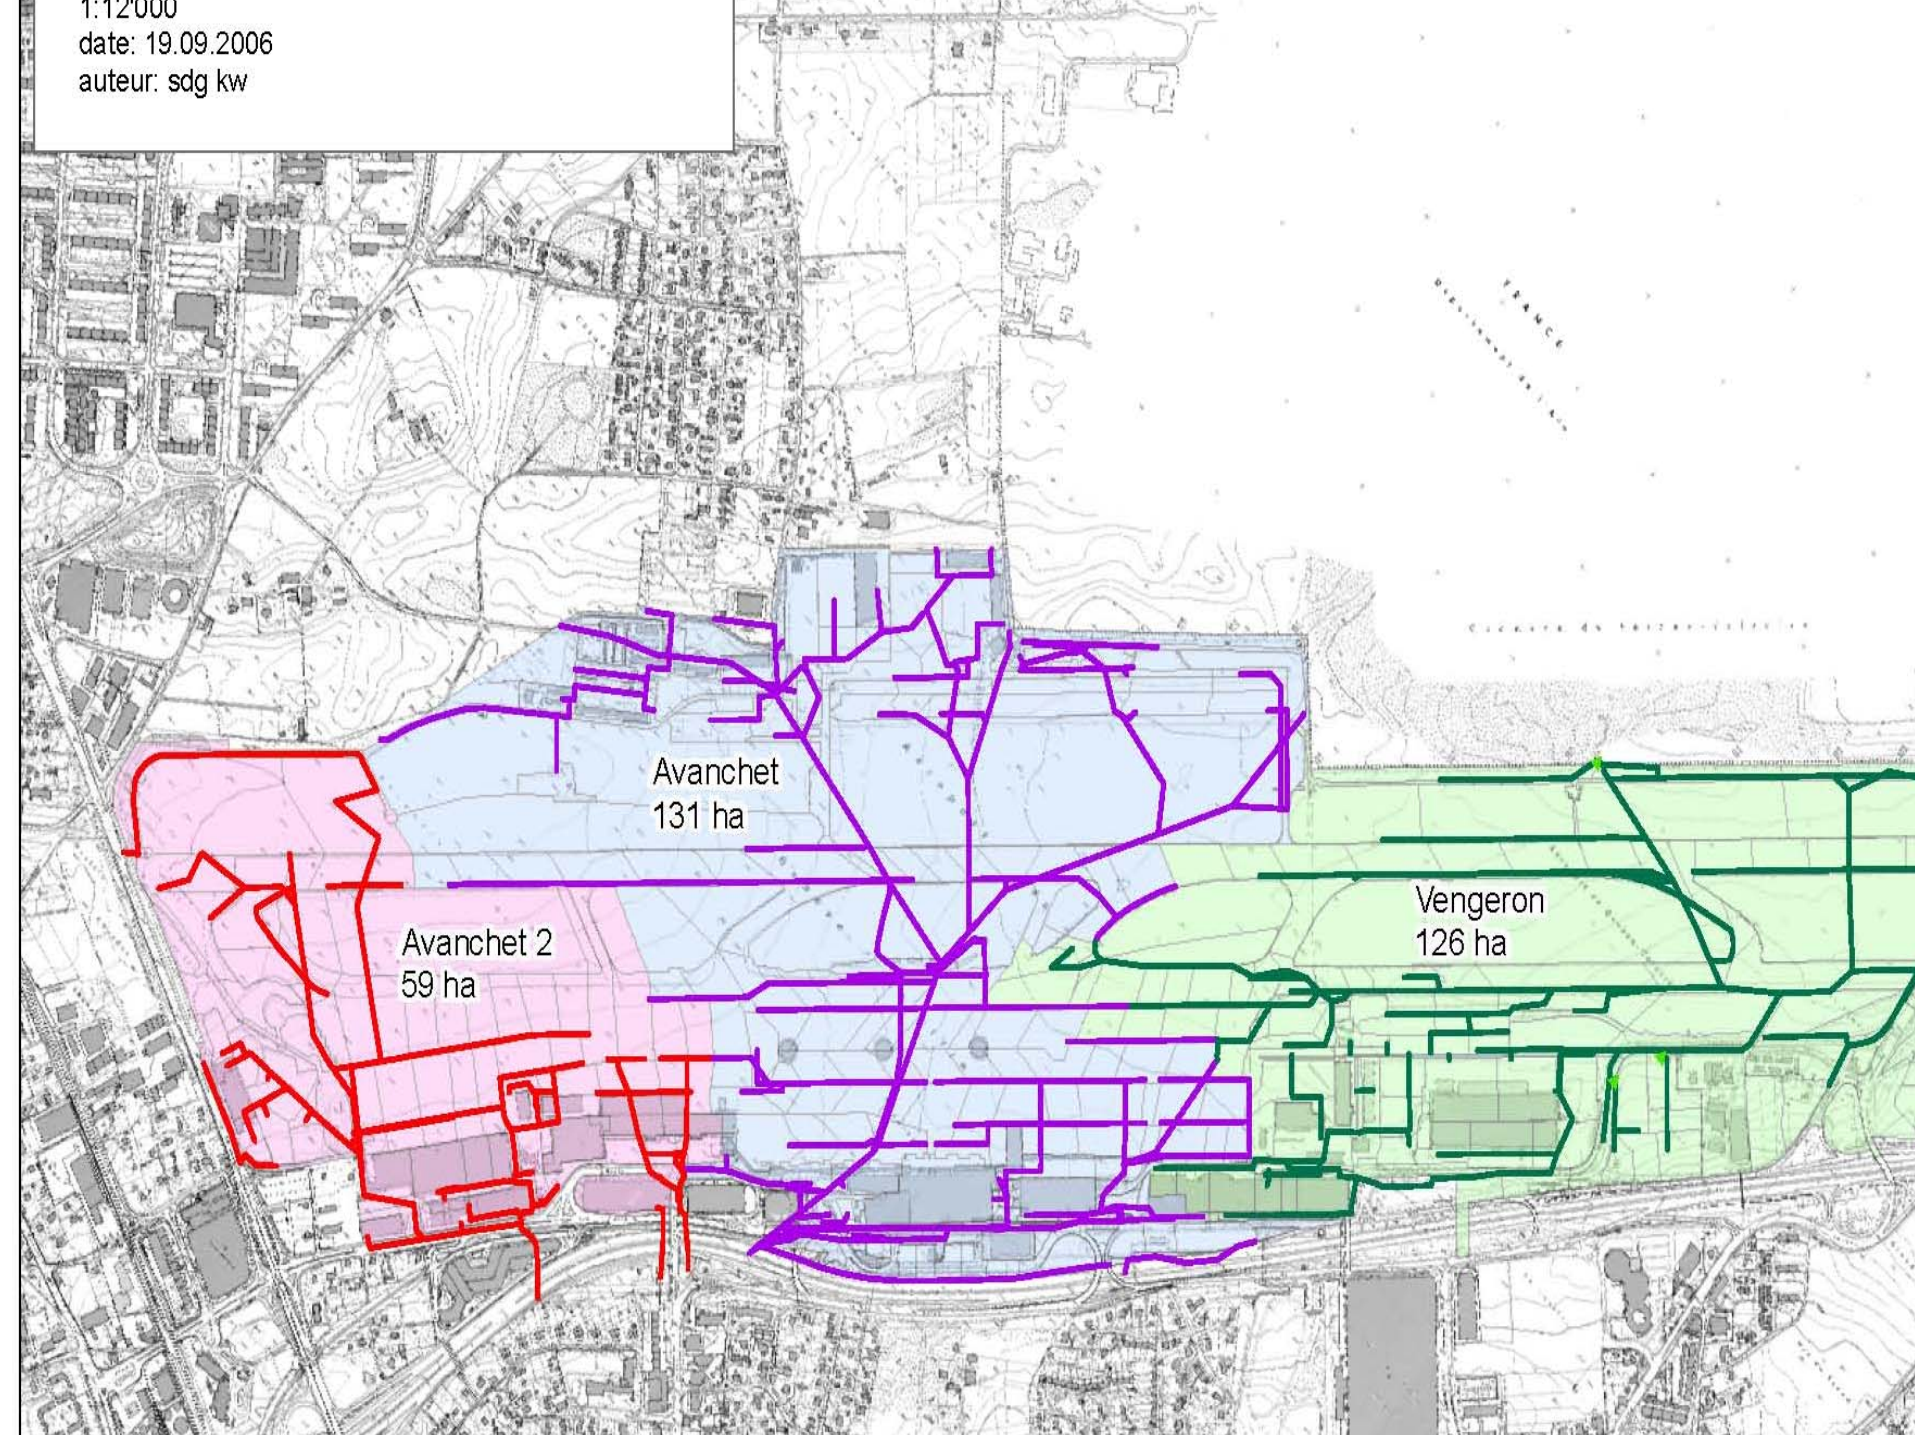 1:12'000
date: 19.09.2006
auteur: sdg kw
FRANCE
Avanchet
131 ha
Vengeron
126 ha
Avanchet 2
59 ha